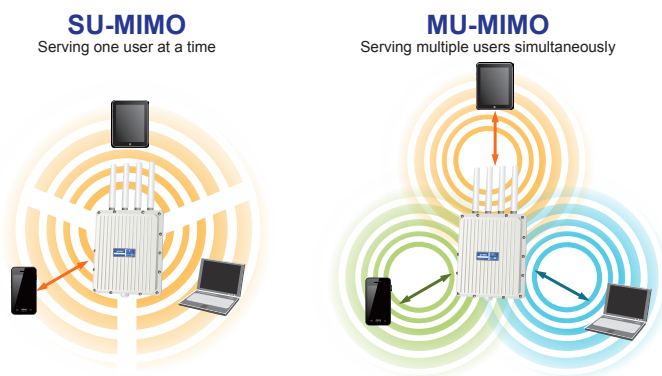 SU-MIMO
Serving one user at a time
MU-MIMO
Serving multiple users simultaneously